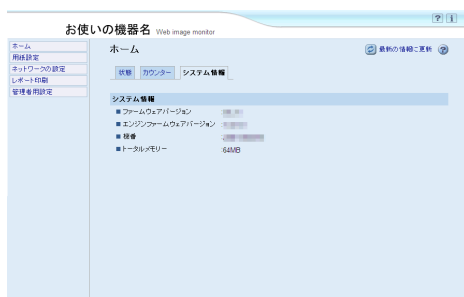 ? i
お使いの機器名 Web image monitor
ホーム
用紙設定
ネットワークの設定
レポート印刷
管理者用設定
ホーム
最新の情報に更新 ?
状態 カウンター システム情報
システム情報
■ ファームウェアバージョン :
■ エンジンファームウェアバージョン :
■ 機番 :
■ トータルメモリー :64MB